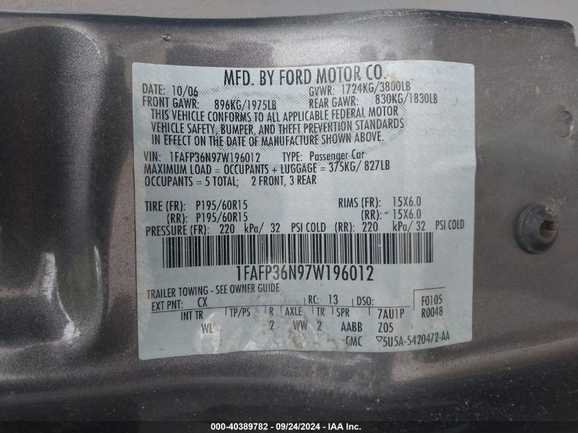 MFD. BY FORD MOTOR CO.
DATE: 10/06 GVWR: 1724KG/3800LB
FRONT GAWR: 896KG/1975LB REAR GAWR: 830KG/1830LB
THIS VEHICLE CONFORMS TO ALL APPLICABLE FEDERAL MOTOR
VEHICLE SAFETY, BUMPER, AND THEFT PREVENTION STANDARDS
IN EFFECT ON THE DATE OF MANUFACTURE SHOWN ABOVE.
VIN: 1FAFP36N97W196012 TYPE: Passenger Car
MAXIMUM LOAD = OCCUPANTS + LUGGAGE = 375KG/ 827LB
OCCUPANTS = 5 TOTAL, 2 FRONT, 3 REAR
TIRE (FR): P195/60R15 RIMS (FR): 15X6.0
(RR): P195/60R15 (RR): 15X6.0
PRESSURE (FR): 220 kPa/ 32 PSI COLD (RR): 220 kPa/ 32 PSI COLD
1FAFP36N97W196012
TRAILER TOWING - SEE OWNER GUIDE
EXT PNT: CX RC: 13 DSO: F0105
INT TR TP/PS R AXLE TR SPR 7AU1P R0048
WL 2 WW 2 AABB Z05
CMC 5U5A-5420472-AA
000-40389782 - 09/24/2024 - IAA Inc.